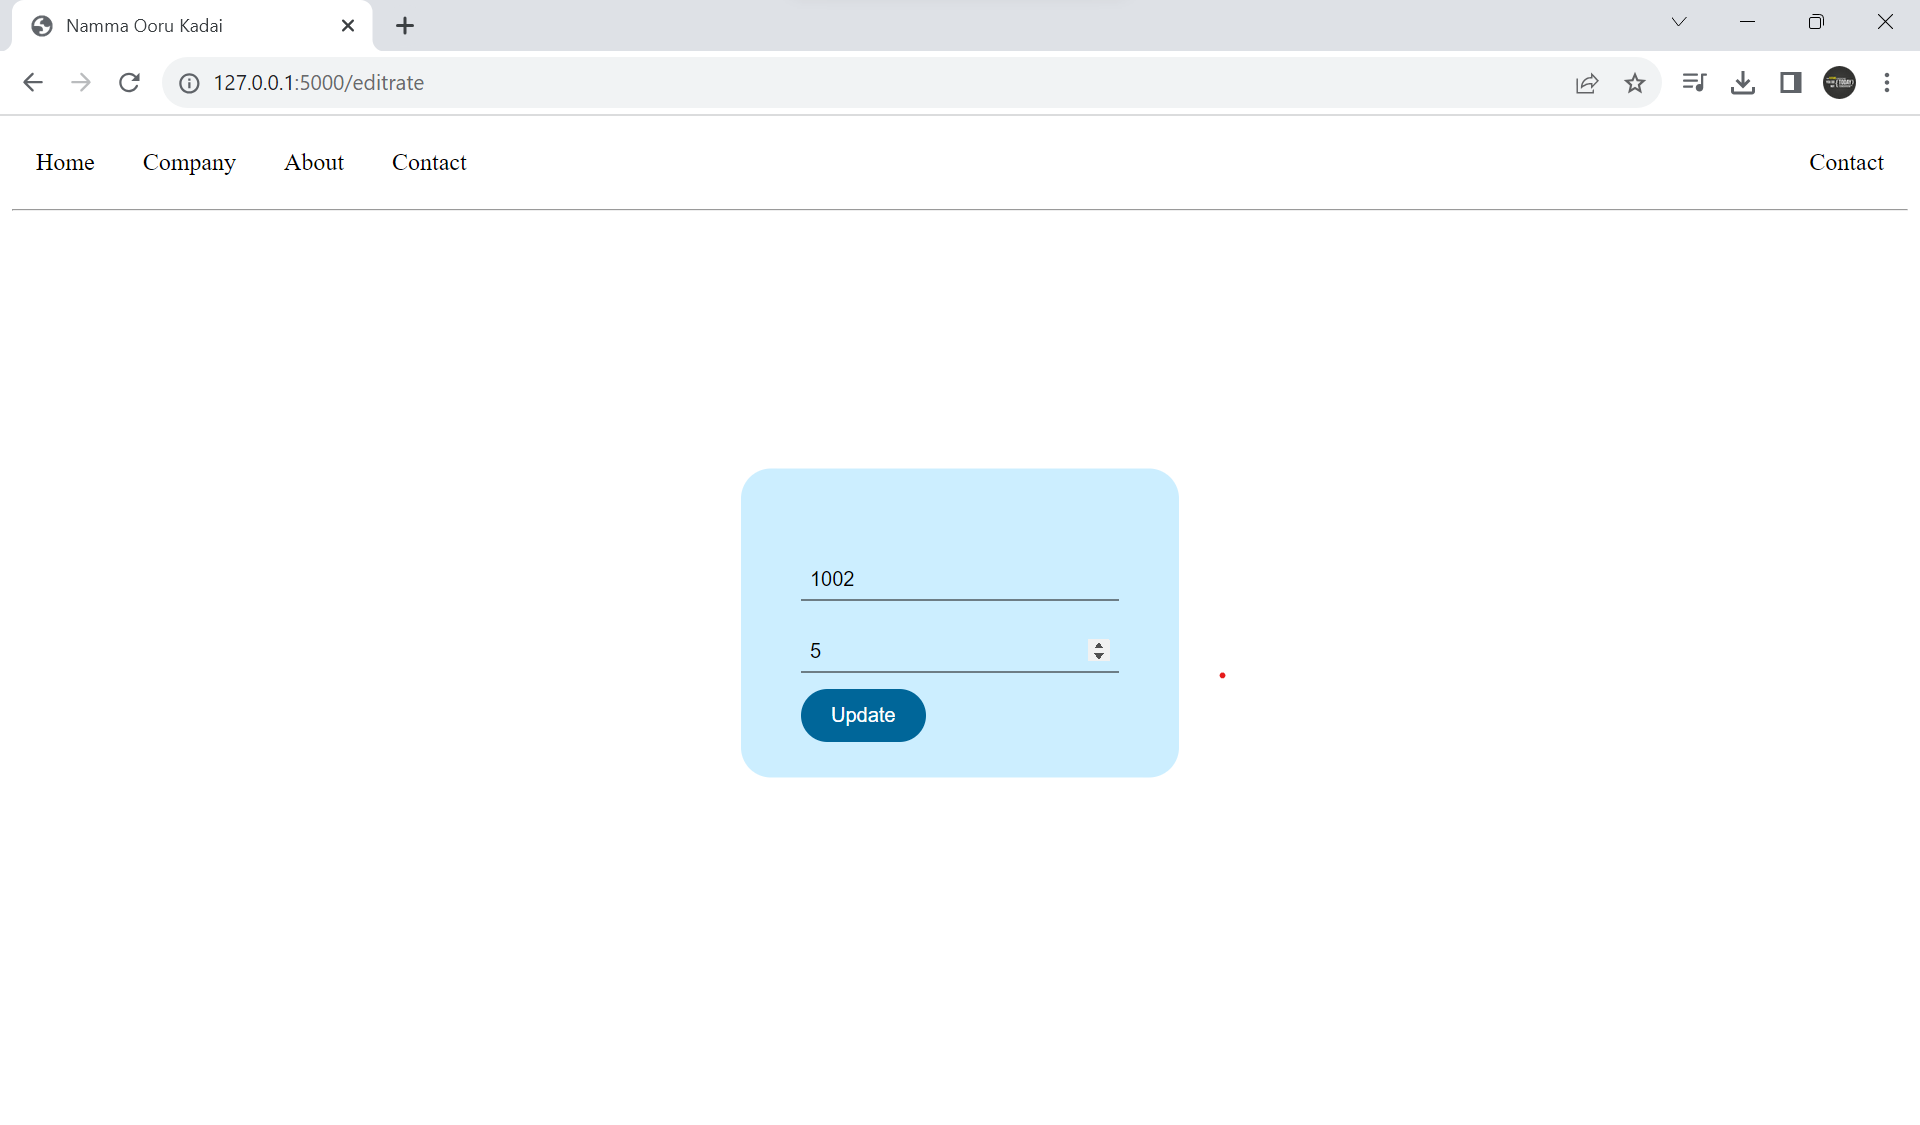 Namma Ooru Kadai
127.0.0.1:5000/editrate
Home Company About Contact Contact
1002
5
Update